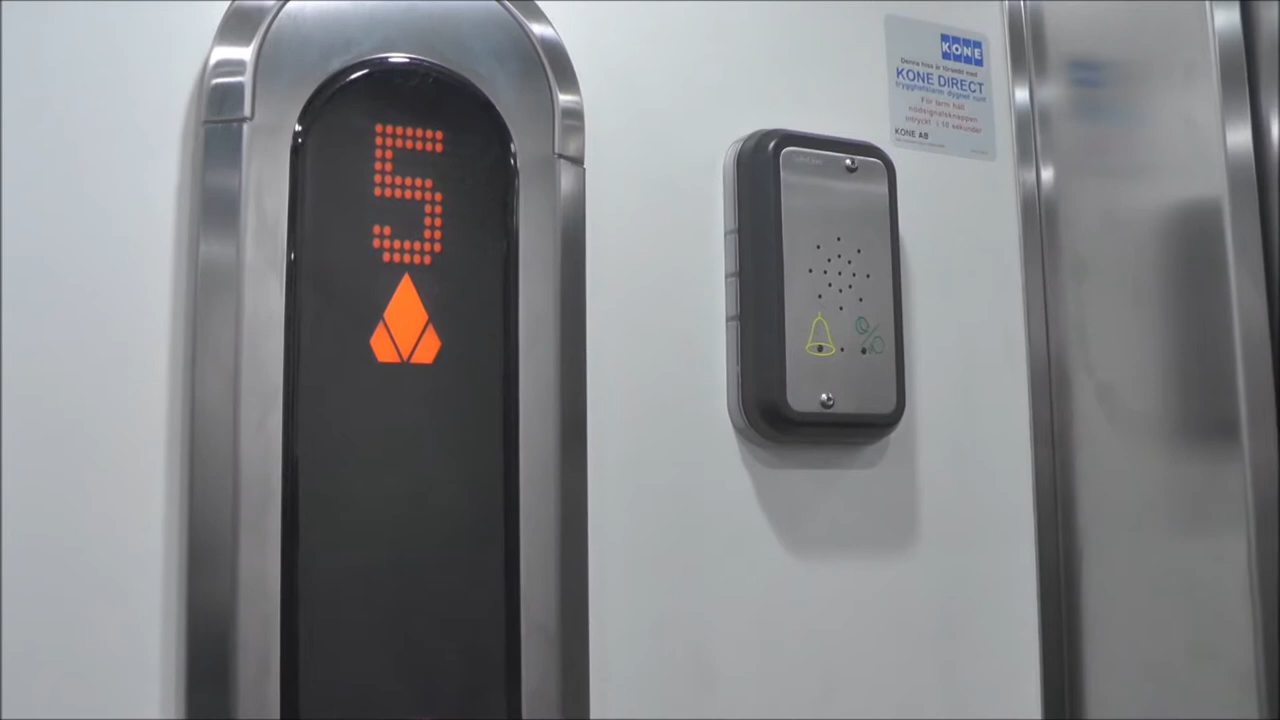 5
KONE
Denna hiss är försedd med
KONE DIRECT
trygghetslarm dygnet runt
För larm håll
nödsignalsknappen
intryckt i 10 sekunder
KONE AB